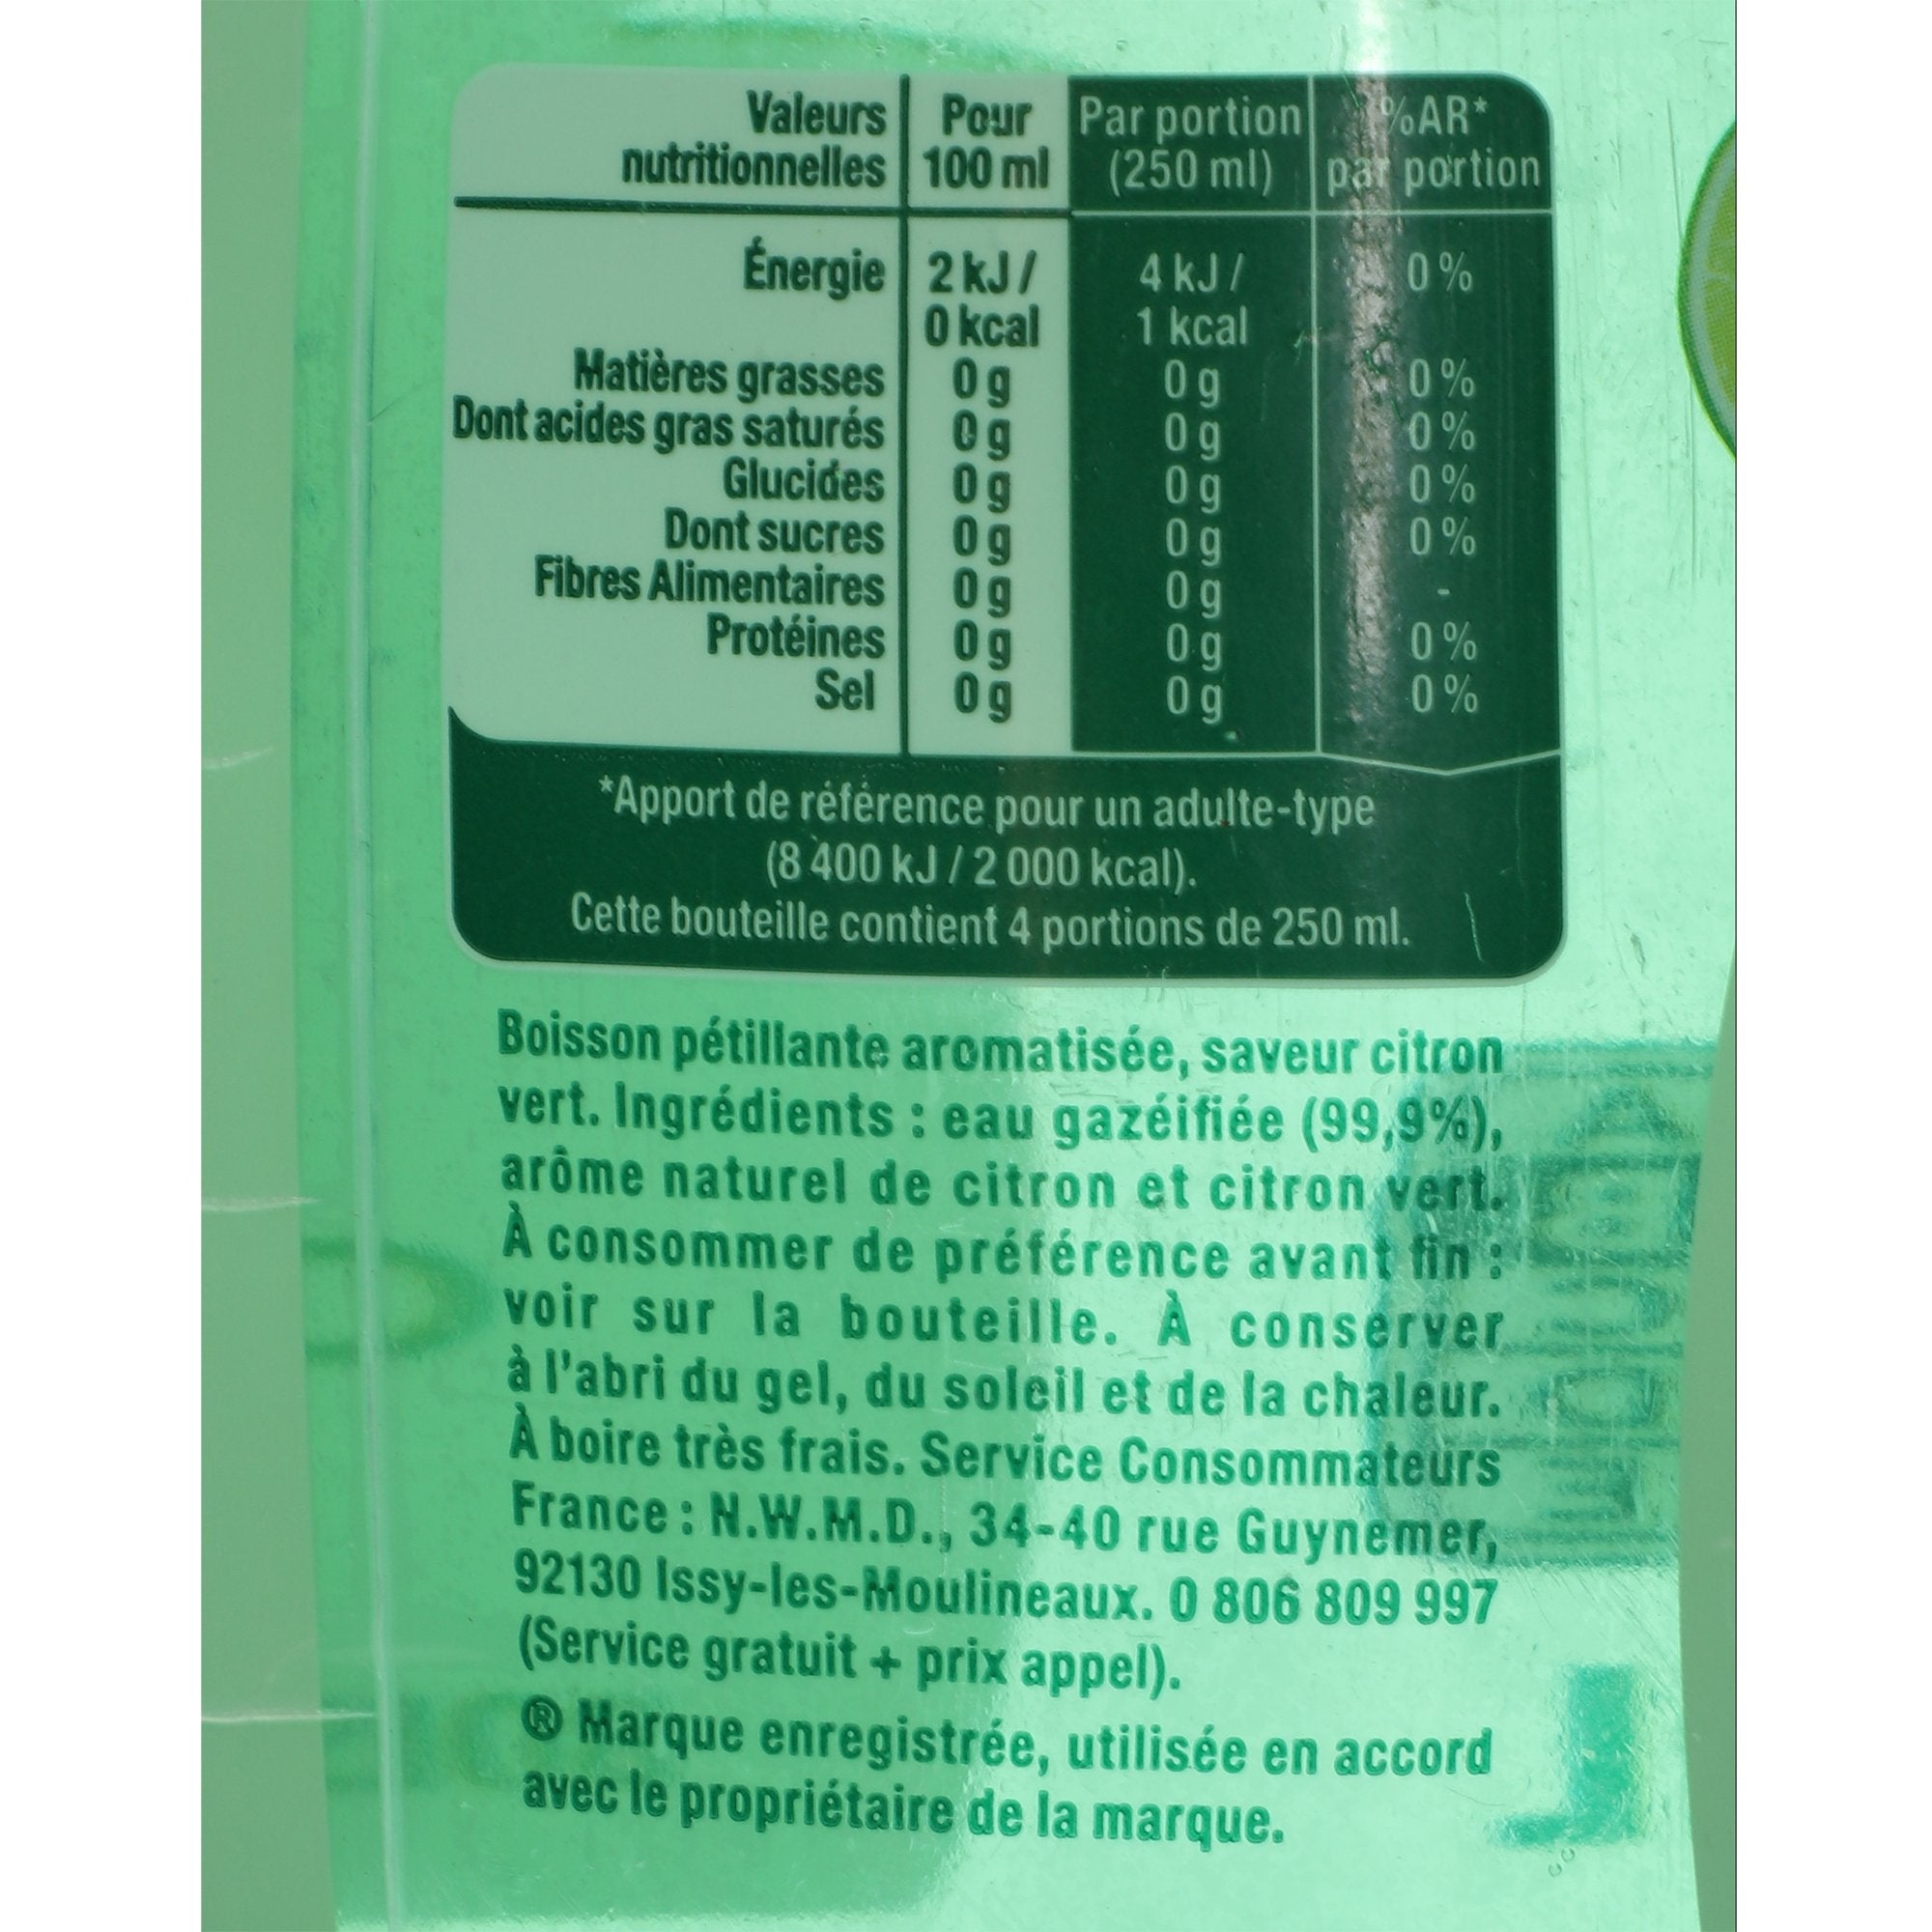 Valeurs nutritionnelles | Pour 100 ml | Par portion (250 ml) | %AR* par portion
Énergie | 2 kJ / 0 kcal | 4 kJ / 1 kcal | 0 %
Matières grasses | 0 g | 0 g | 0 %
Dont acides gras saturés | 0 g | 0 g | 0 %
Glucides | 0 g | 0 g | 0 %
Dont sucres | 0 g | 0 g | 0 %
Fibres Alimentaires | 0 g | 0 g | -
Protéines | 0 g | 0 g | 0 %
Sel | 0 g | 0 g | 0 %
*Apport de référence pour un adulte-type
(8 400 kJ / 2 000 kcal).
Cette bouteille contient 4 portions de 250 ml.
Boisson pétillante aromatisée, saveur citron
vert. Ingrédients : eau gazéifiée (99,9%),
arôme naturel de citron et citron vert.
À consommer de préférence avant fin :
voir sur la bouteille. À conserver
à l'abri du gel, du soleil et de la chaleur.
À boire très frais. Service Consommateurs
France : N.W.M.D., 34-40 rue Guynemer,
92130 Issy-les-Moulineaux. 0 806 809 997
(Service gratuit + prix appel).
® Marque enregistrée, utilisée en accord
avec le propriétaire de la marque.